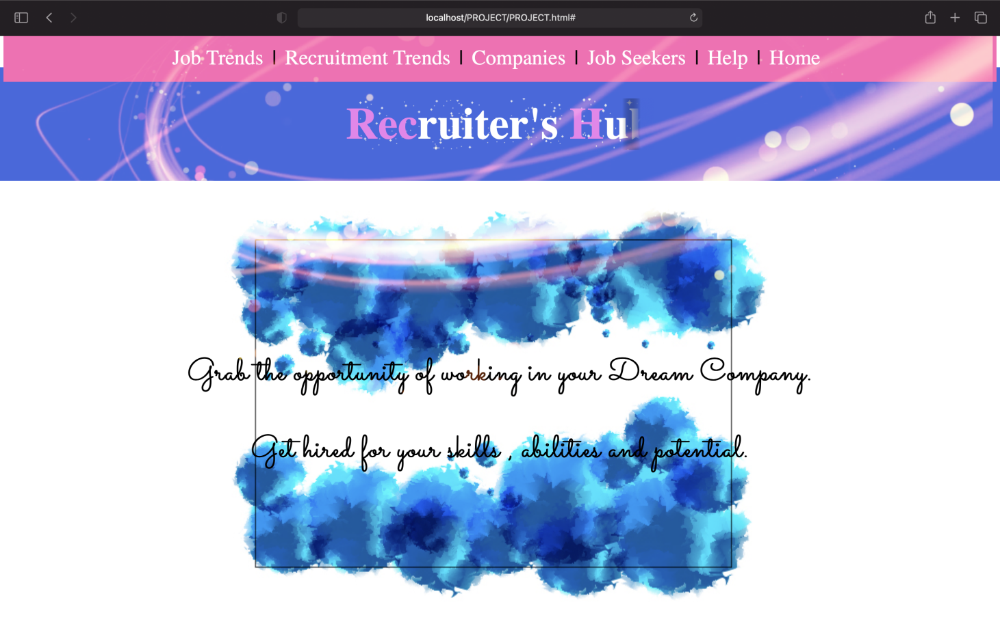 localhost/PROJECT/PROJECT.html#
Job Trends | Recruitment Trends | Companies | Job Seekers | Help | Home
Recruiter's Hu
Grab the opportunity of working in your Dream Company.
Get hired for your skills , abilities and potential.